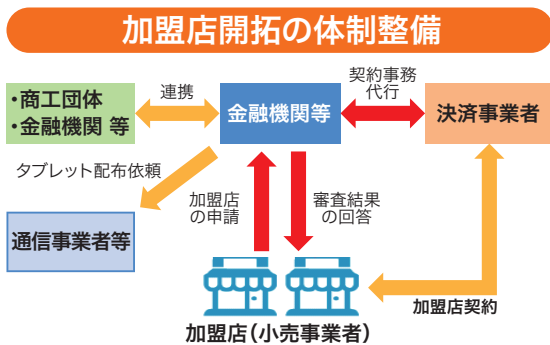 加盟店開拓の体制整備
・商工団体
・金融機関 等
連携
金融機関等
契約事務
代行
決済事業者
タブレット配布依頼
加盟店
の申請
審査結果
の回答
通信事業者等
加盟店契約
加盟店(小売事業者)